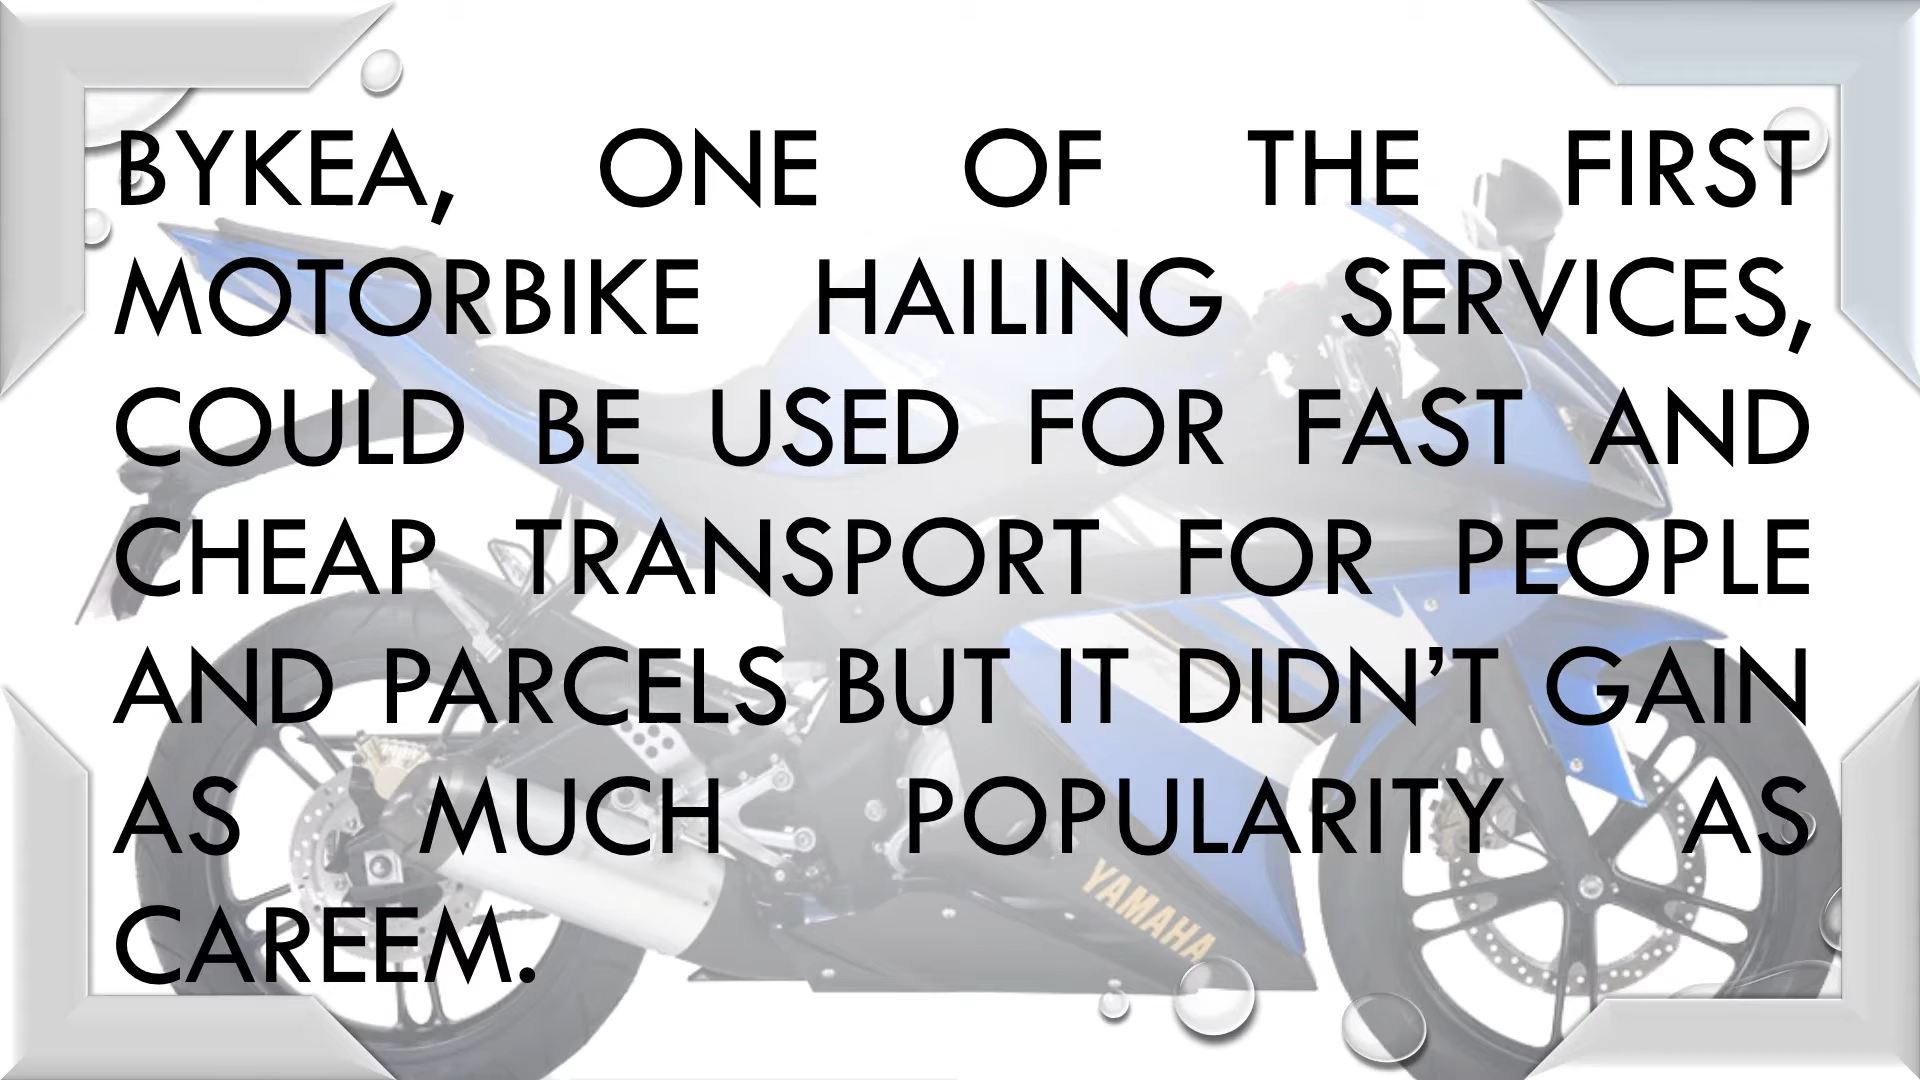 BYKEA, ONE OF THE FIRST
MOTORBIKE HAILING SERVICES,
COULD BE USED FOR FAST AND
CHEAP TRANSPORT FOR PEOPLE
AND PARCELS BUT IT DIDN’T GAIN
AS MUCH POPULARITY AS
CAREEM.
YAMAHA